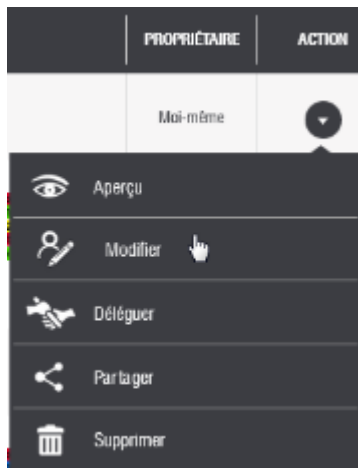 PROPRIÉTAIRE ACTION
Moi-même
Aperçu
Modifier
Déléguer
Partager
Supprimer